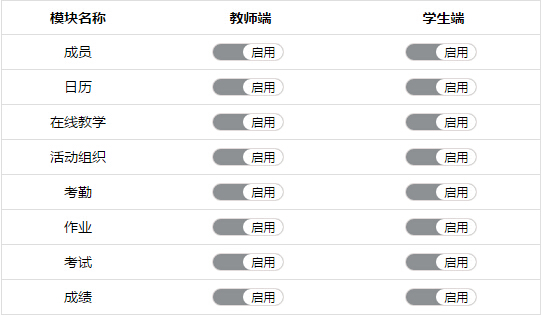 模块名称 教师端 学生端
成员 启用 启用
日历 启用 启用
在线教学 启用 启用
活动组织 启用 启用
考勤 启用 启用
作业 启用 启用
考试 启用 启用
成绩 启用 启用